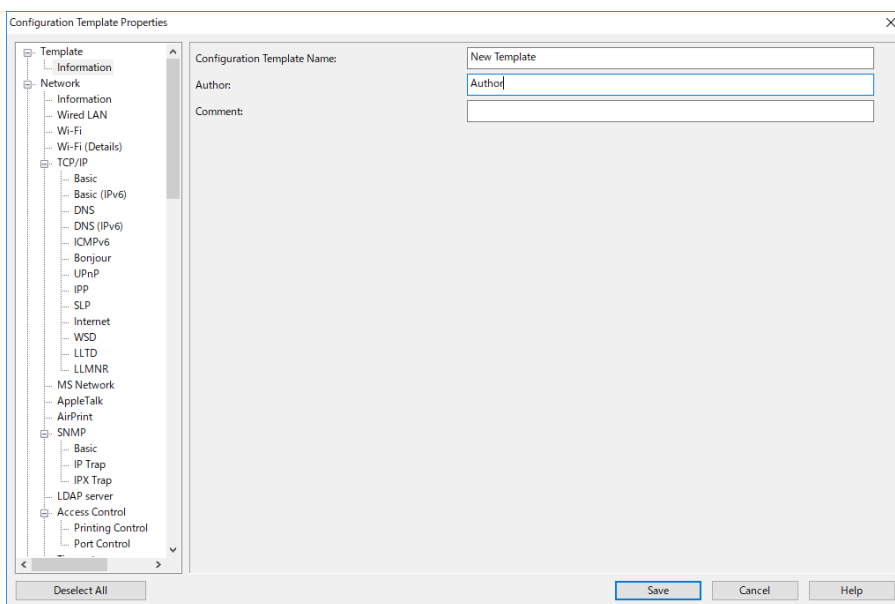 Configuration Template Properties
Template
Information
Network
Information
Wired LAN
Wi-Fi
Wi-Fi (Details)
TCP/IP
Basic
Basic (IPv6)
DNS
DNS (IPv6)
ICMPv6
Bonjour
UPnP
IPP
SLP
Internet
WSD
LLTD
LLMNR
MS Network
AppleTalk
AirPrint
SNMP
Basic
IP Trap
IPX Trap
LDAP server
Access Control
Printing Control
Port Control
Configuration Template Name: New Template
Author: Author
Comment:
Deselect All Save Cancel Help